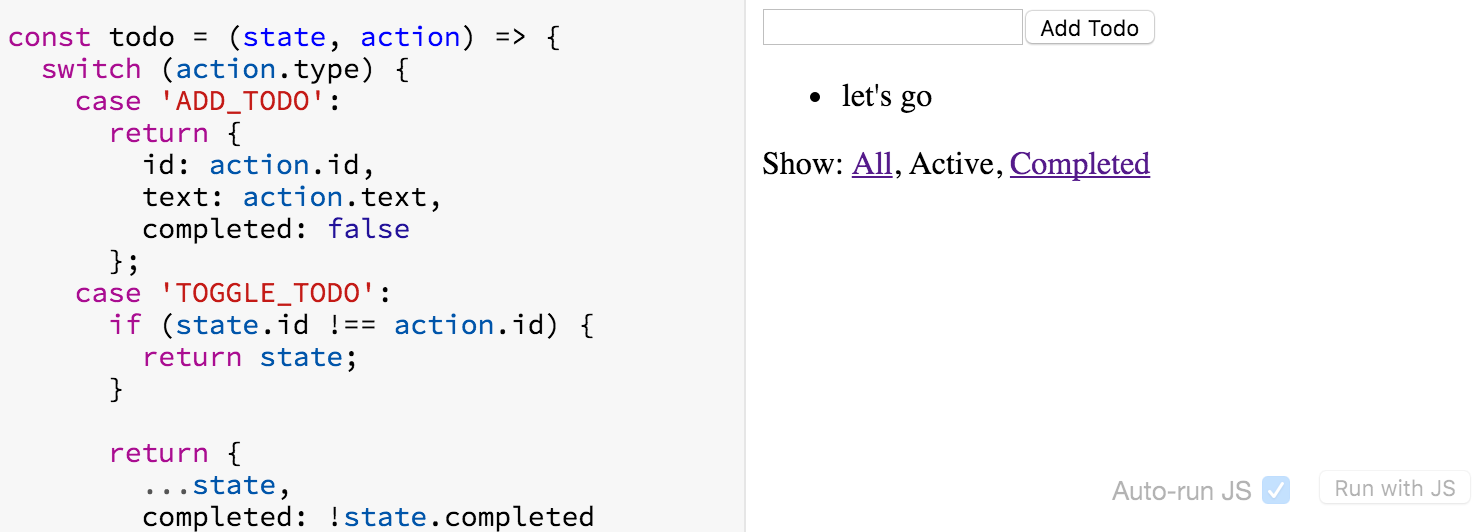 const todo = (state, action) => {
  switch (action.type) {
    case 'ADD_TODO':
      return {
        id: action.id,
        text: action.text,
        completed: false
      };
    case 'TOGGLE_TODO':
      if (state.id !== action.id) {
        return state;
      }
      return {
        ...state,
        completed: !state.completed
Add Todo
• let's go
Show: All, Active, Completed
Auto-run JS
Run with JS